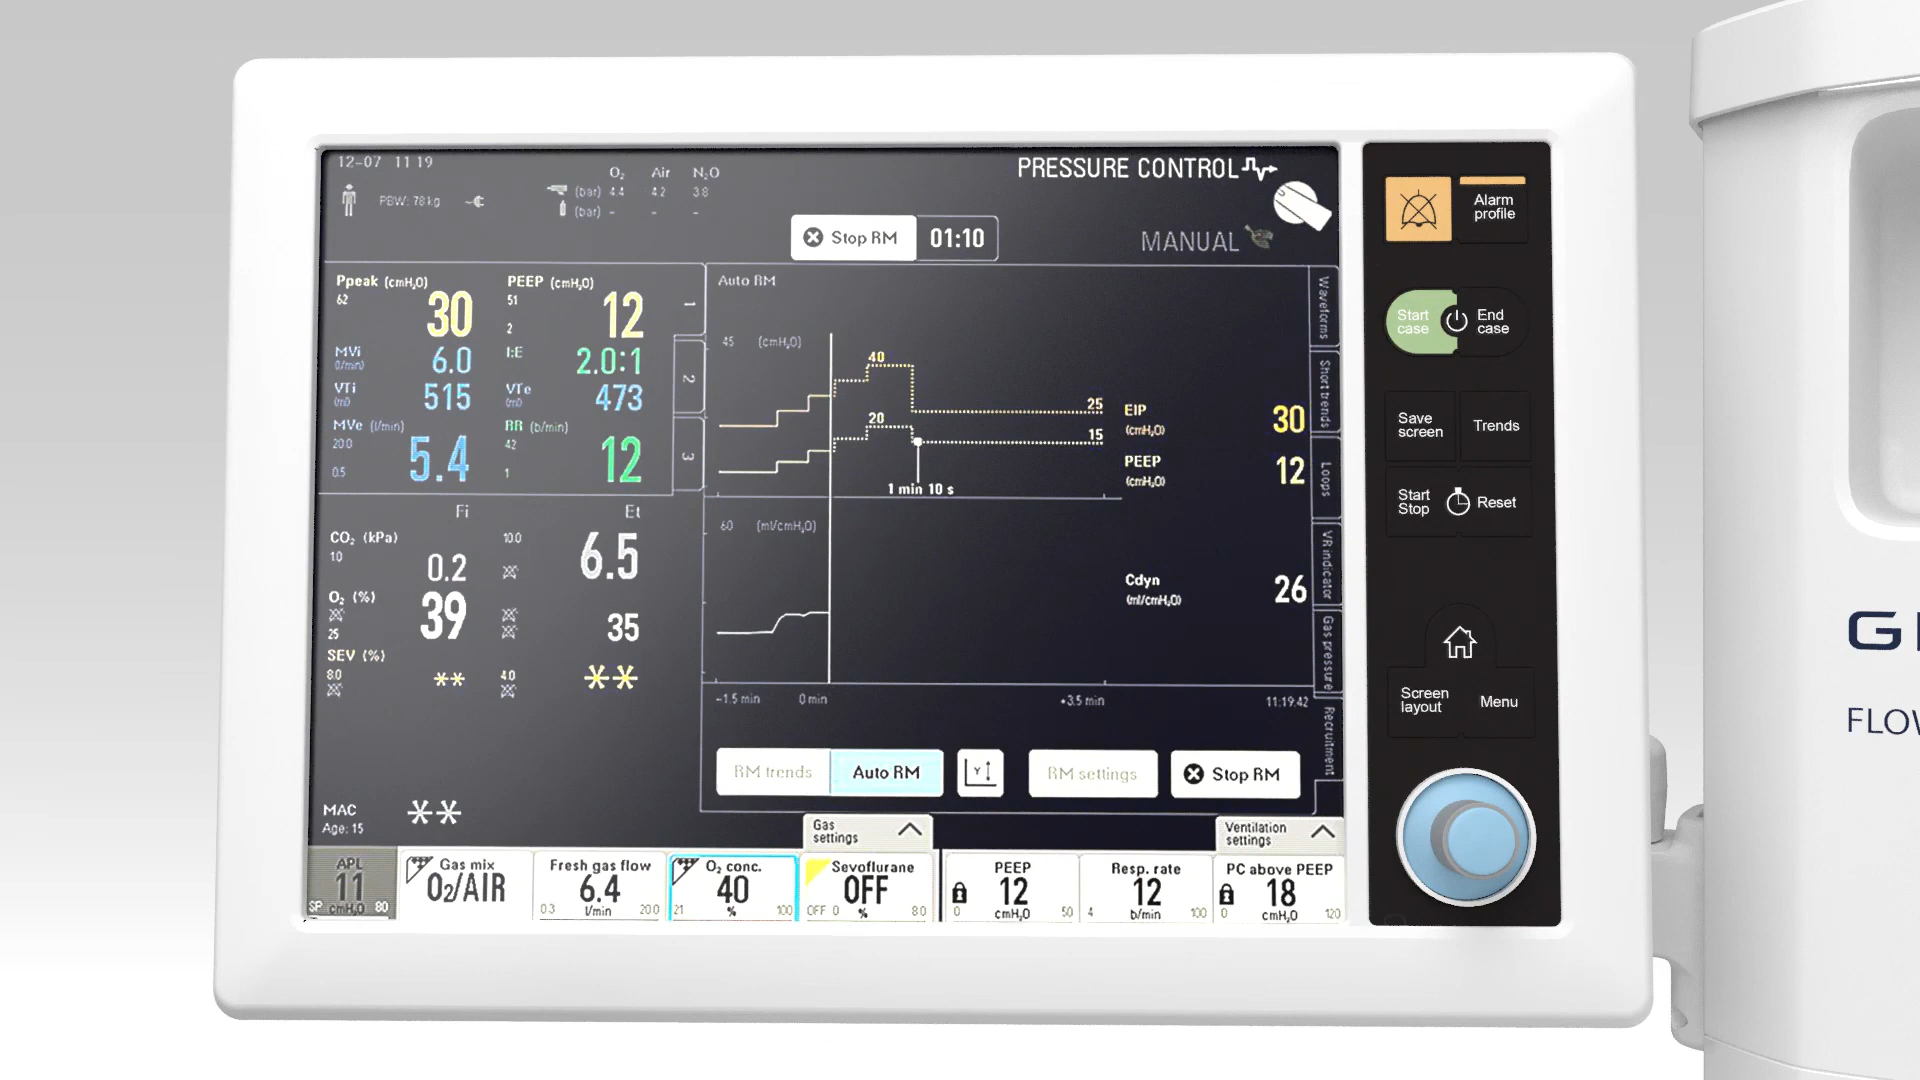 12-07 11 19
PBW: 78 kg
O₂ Air N₂O
(bar) 4.4 4.2 3.8
(bar) - - -
PRESSURE CONTROL
MANUAL
Stop RM 01:10
Ppeak (cmH₂O)
62
30
PEEP (cmH₂O)
51
2
12
MVi
(l/min)
6.0
I:E
2.0:1
VTi
(ml)
515
VTe
(ml)
473
MVe (l/min)
20.0
0.5
5.4
RR (b/min)
42
1
12
1
2
3
Fi Et
CO₂ (kPa)
10
0.2
10.0
6.5
O₂ (%)
25
39
35
SEV (%)
8.0
**
4.0
**
MAC
Age: 15
**
Auto RM
45 (cmH₂O)
40
20
25
15
1 min 10 s
EIP
(cmH₂O)
30
PEEP
(cmH₂O)
12
60 (ml/cmH₂O)
Cdyn
(ml/cmH₂O)
26
-1.5 min 0 min +3.5 min 11:19:42
RM trends Auto RM Y RM settings Stop RM
Waveforms
Short trends
Loops
VR indicator
Gas pressure
Recruitment
Gas
settings
Ventilation
settings
APL
11
SP cmH₂O 80
Gas mix
O₂/AIR
Fresh gas flow
6.4
0.3 l/min 20.0
O₂ conc.
40
21 % 100
Sevoflurane
OFF
OFF 0 % 8.0
PEEP
12
0 cmH₂O 50
Resp. rate
12
4 b/min 100
PC above PEEP
18
0 cmH₂O 120
Alarm
profile
Start
case
End
case
Save
screen
Trends
Start
Stop
Reset
Screen
layout
Menu
G
FLOW